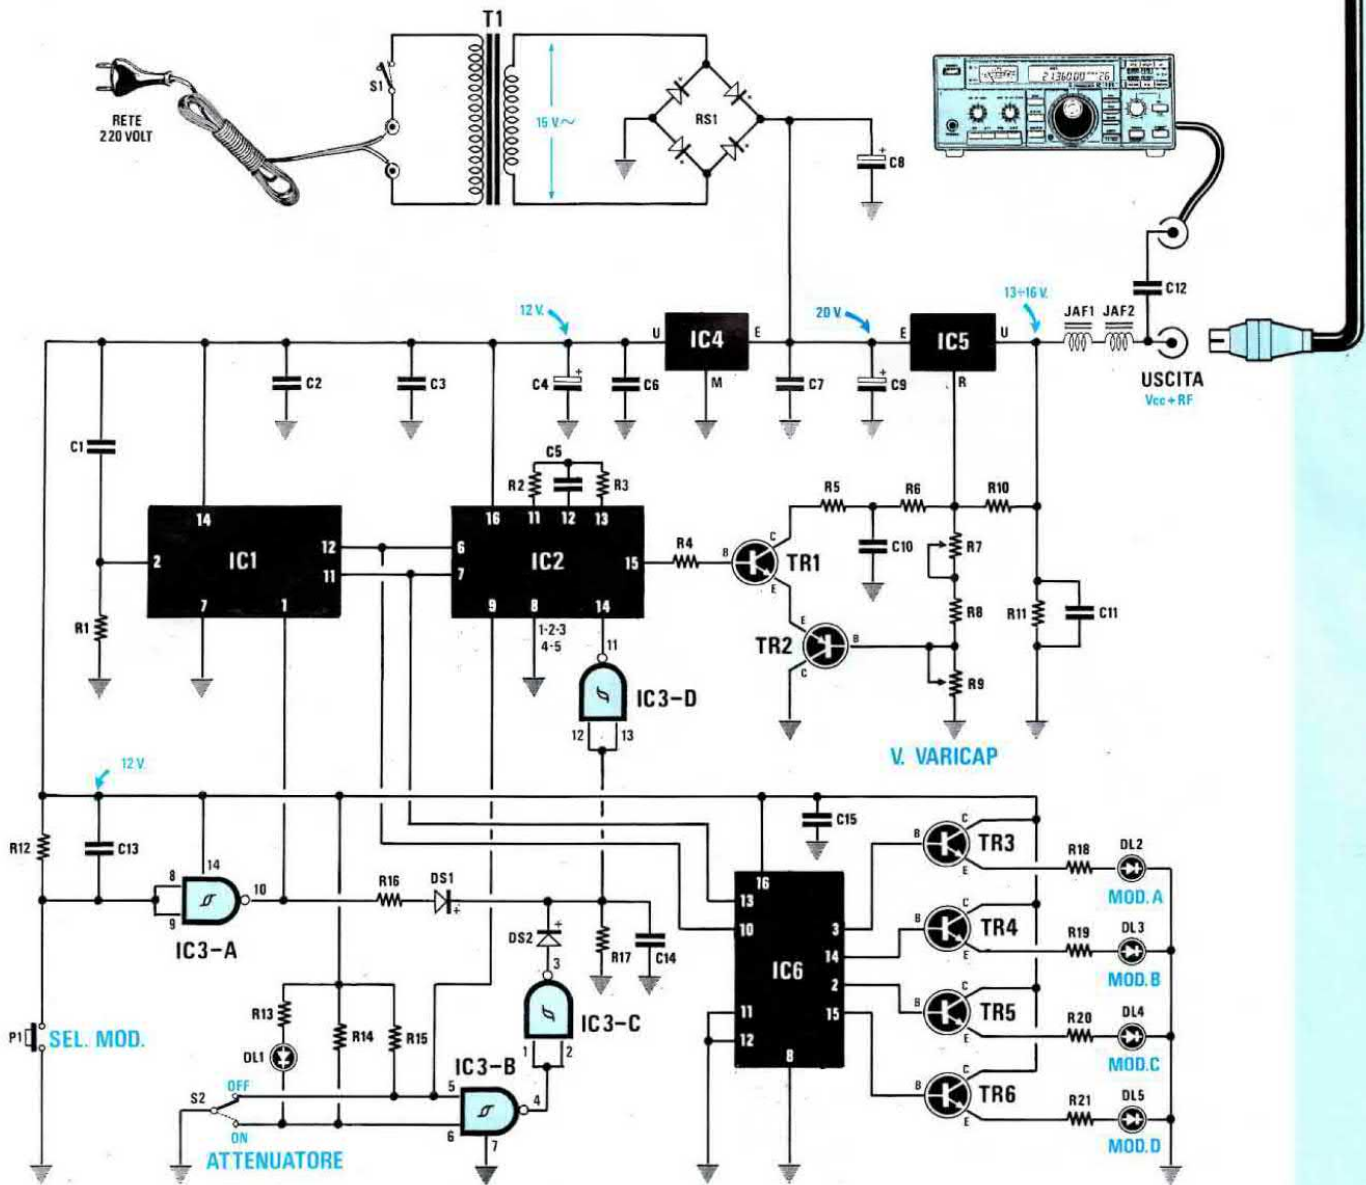 T1
S1
RETE
220 VOLT
15 V.~
RS1
C8
21.360.00 26
C12
12 V.
20 V.
13÷16 V.
JAF1 JAF2
U IC4 E
E IC5 U
M
R
USCITA
Vcc + RF
C2
C3
C4
C6
C7
C9
C1
C5
R2
R3
R5
R6
R10
14
16
11
12
13
2
IC1
12
11
6
7
IC2
15
R4
B
C
E
TR1
C10
R7
R8
R11
C11
R1
7
1
9
8
14
1-2-3
4-5
11
E
B
C
TR2
R9
IC3-D
12
13
V. VARICAP
12 V.
R12
C13
C15
8
9
14
10
IC3-A
R16
DS1
DS2
R17
C14
16
13
10
IC6
3
14
2
15
11
12
8
B
C
E
TR3
R18
DL2
MOD. A
B
C
E
TR4
R19
DL3
MOD. B
B
C
E
TR5
R20
DL4
MOD. C
B
C
E
TR6
R21
DL5
MOD. D
3
IC3-C
1
2
P1
SEL. MOD.
R13
R14
R15
DL1
IC3-B
5
4
6
7
S2
OFF
ON
ATTENUATORE